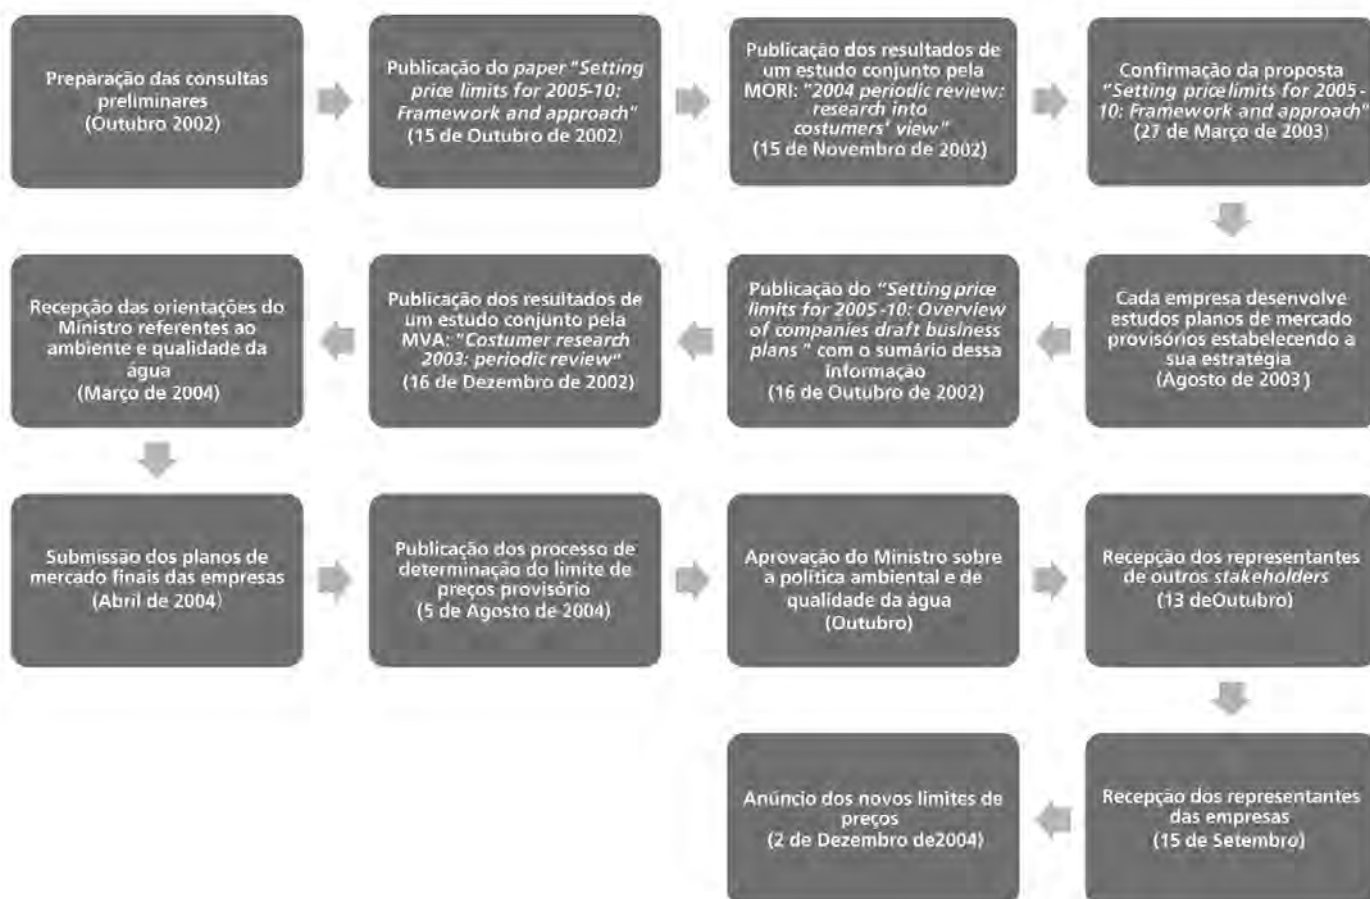 Preparação das consultas
preliminares
(Outubro 2002)
Publicação do paper "Setting
price limits for 2005-10:
Framework and approach"
(15 de Outubro de 2002)
Publicação dos resultados de
um estudo conjunto pela
MORI: "2004 periodic review:
research into
costumers' view"
(15 de Novembro de 2002)
Confirmação da proposta
"Setting price limits for 2005-
10: Framework and approach"
(27 de Março de 2003)
Cada empresa desenvolve
estudos planos de mercado
provisórios estabelecendo a
sua estratégia
(Agosto de 2003)
Publicação do "Setting price
limits for 2005-10: Overview
of companies draft business
plans" com o sumário dessa
informação
(16 de Outubro de 2002)
Publicação dos resultados de
um estudo conjunto pela
MVA: "Costumer research
2003: periodic review"
(16 de Dezembro de 2002)
Recepção das orientações do
Ministro referentes ao
ambiente e qualidade da
água
(Março de 2004)
Submissão dos planos de
mercado finais das empresas
(Abril de 2004)
Publicação dos processo de
determinação do limite de
preços provisório
(5 de Agosto de 2004)
Aprovação do Ministro sobre
a política ambiental e de
qualidade da água
(Outubro)
Recepção dos representantes
de outros stakeholders
(13 deOutubro)
Recepção dos representantes
das empresas
(15 de Setembro)
Anúncio dos novos limites de
preços
(2 de Dezembro de2004)